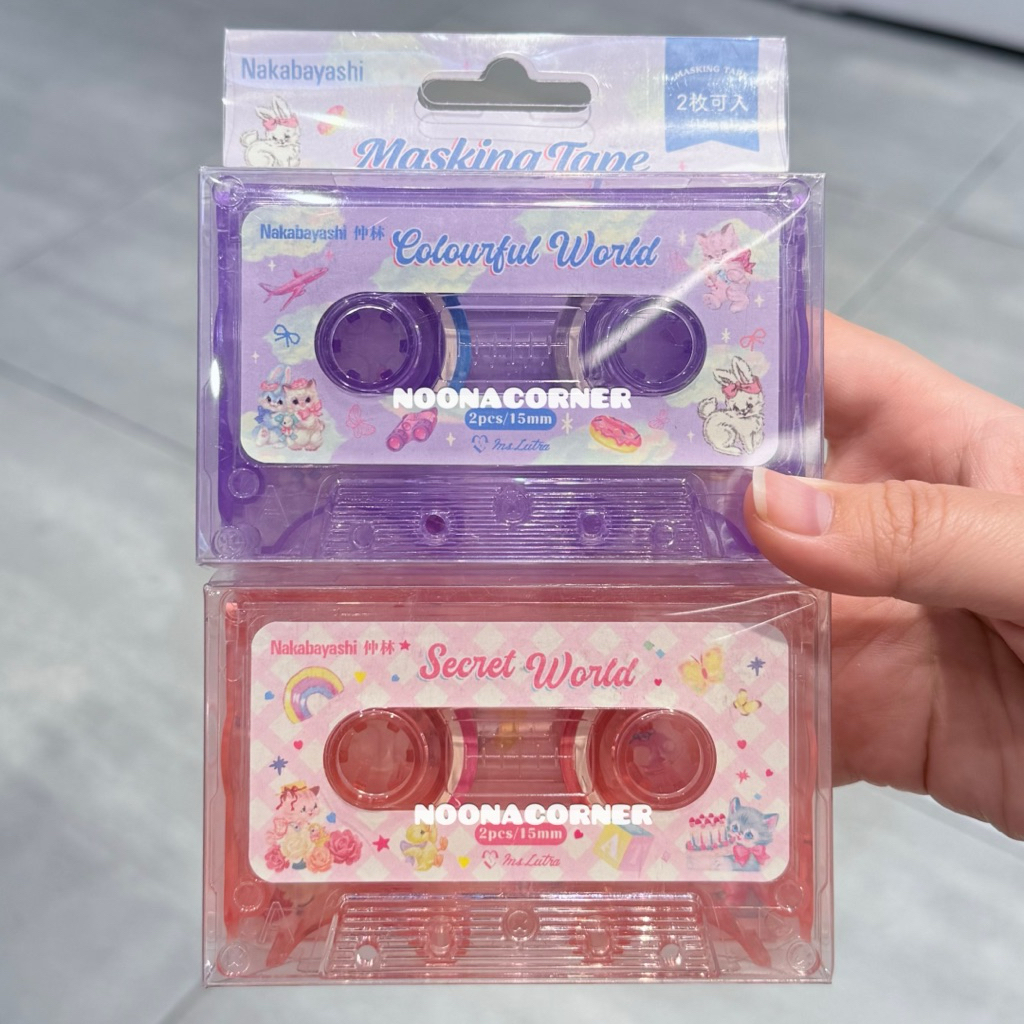 Nakabayashi
MASKING TAPE
2枚可入
Masking Tape
Nakabayashi 仲林
Colourful World
NOONACORNER
2pcs/15mm
Ms Lutra
Nakabayashi 仲林
Secret World
NOONACORNER
2pcs/15mm
Ms Lutra
A